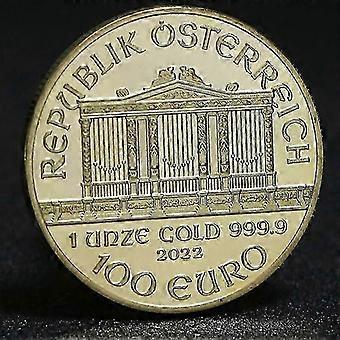 REPUBLIK ÖSTERREICH
1 UNZE GOLD 999.9
2022
100 EURO